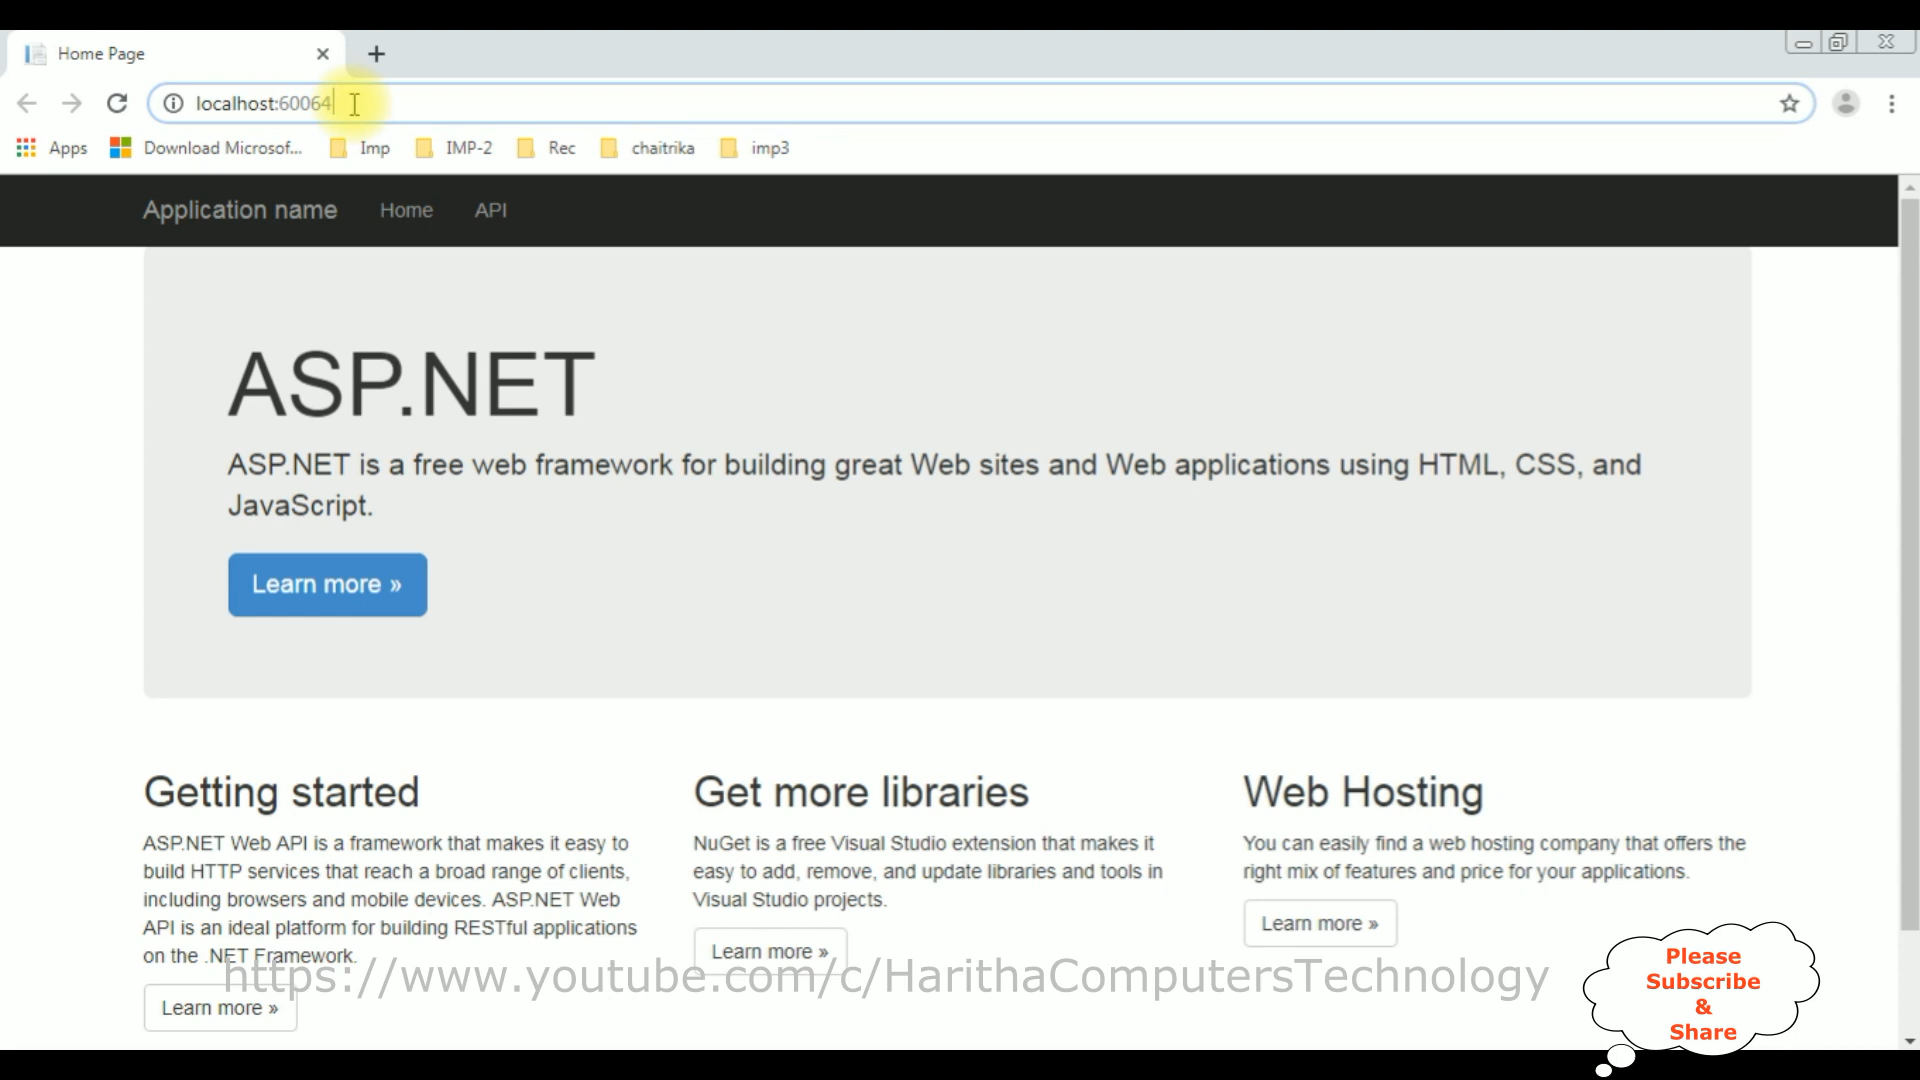 Home Page
localhost:60064
Apps Download Microsof... Imp IMP-2 Rec chaitrika imp3
Application name Home API
ASP.NET
ASP.NET is a free web framework for building great Web sites and Web applications using HTML, CSS, and
JavaScript.
Learn more »
Getting started
ASP.NET Web API is a framework that makes it easy to
build HTTP services that reach a broad range of clients,
including browsers and mobile devices. ASP.NET Web
API is an ideal platform for building RESTful applications
on the .NET Framework.
Learn more »
Get more libraries
NuGet is a free Visual Studio extension that makes it
easy to add, remove, and update libraries and tools in
Visual Studio projects.
Learn more »
Web Hosting
You can easily find a web hosting company that offers the
right mix of features and price for your applications.
Learn more »
https://www.youtube.com/c/HarithaComputersTechnology
Please
Subscribe
&
Share